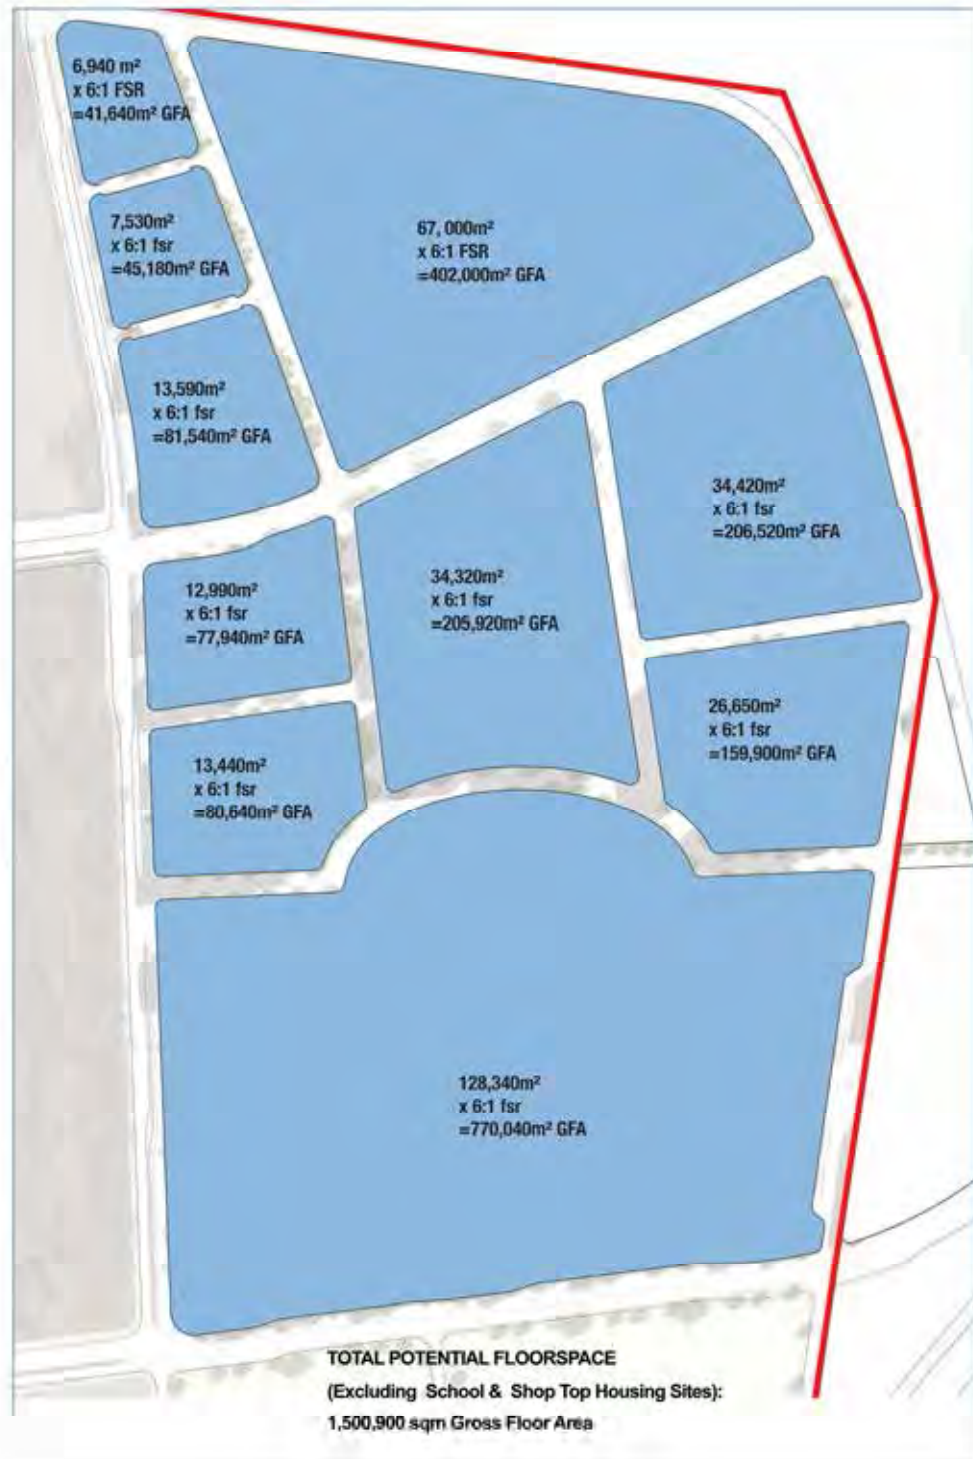 6,940 m²
x 6:1 FSR
=41,640m² GFA
7,530m²
x 6:1 fsr
=45,180m² GFA
67, 000m²
x 6:1 FSR
=402,000m² GFA
13,590m²
x 6:1 fsr
=81,540m² GFA
34,420m²
x 6:1 fsr
=206,520m² GFA
12,990m²
x 6:1 fsr
=77,940m² GFA
34,320m²
x 6:1 fsr
=205,920m² GFA
26,650m²
x 6:1 fsr
=159,900m² GFA
13,440m²
x 6:1 fsr
=80,640m² GFA
128,340m²
x 6:1 fsr
=770,040m² GFA
TOTAL POTENTIAL FLOORSPACE
(Excluding School & Shop Top Housing Sites):
1,500,900 sqm Gross Floor Area